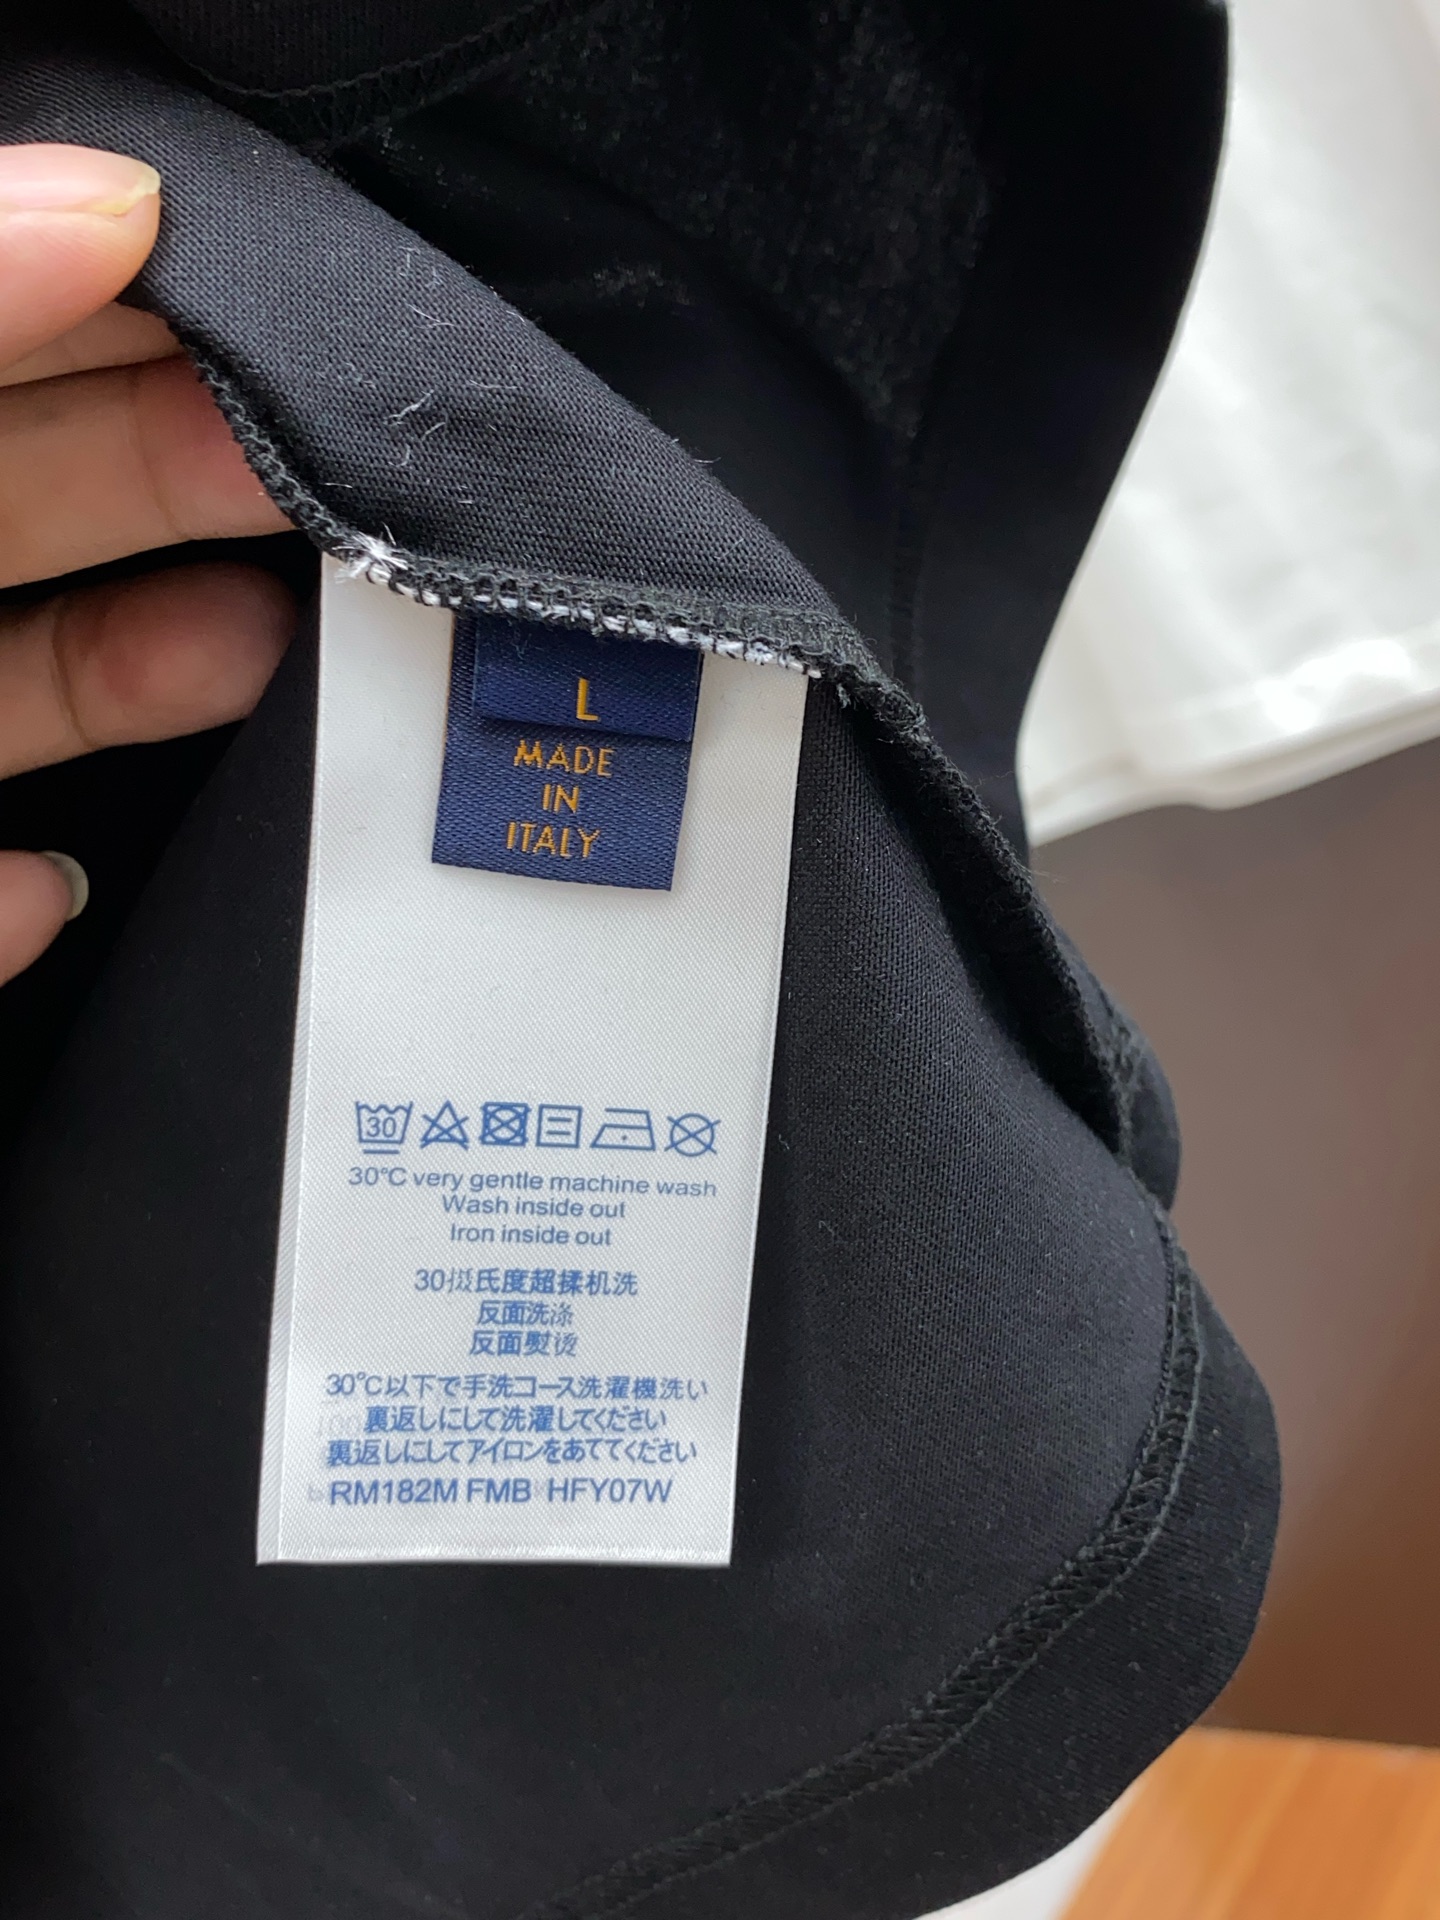 L
MADE
IN
ITALY
30
30℃ very gentle machine wash
Wash inside out
Iron inside out
30摄氏度超揉机洗
反面洗涤
反面熨烫
30℃以下で手洗コース洗濯機洗い
裏返しにして洗濯してください
裏返しにしてアイロンをあててください
RM182M FMB HFY07W